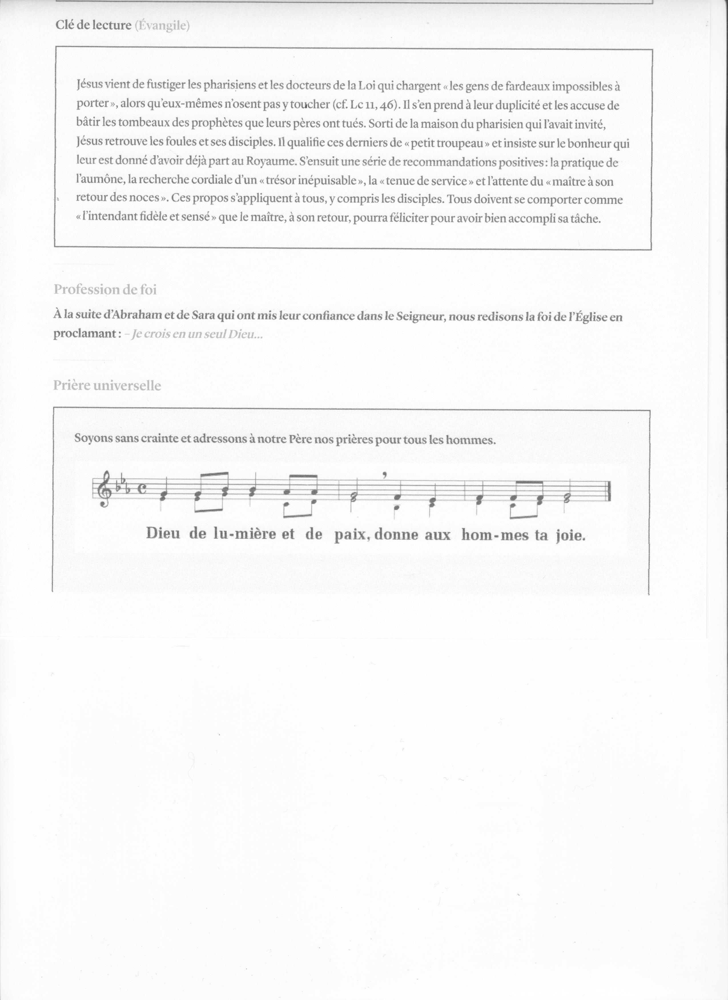 Clé de lecture (Évangile)
Jésus vient de fustiger les pharisiens et les docteurs de la Loi qui chargent « les gens de fardeaux impossibles à
porter », alors qu'eux-mêmes n'osent pas y toucher (cf. Lc 11, 46). Il s'en prend à leur duplicité et les accuse de
bâtir les tombeaux des prophètes que leurs pères ont tués. Sorti de la maison du pharisien qui l'avait invité,
Jésus retrouve les foules et ses disciples. Il qualifie ces derniers de « petit troupeau » et insiste sur le bonheur qui
leur est donné d'avoir déjà part au Royaume. S'ensuit une série de recommandations positives : la pratique de
l'aumône, la recherche cordiale d'un « trésor inépuisable », la « tenue de service » et l'attente du « maître à son
retour des noces ». Ces propos s'appliquent à tous, y compris les disciples. Tous doivent se comporter comme
« l'intendant fidèle et sensé » que le maître, à son retour, pourra féliciter pour avoir bien accompli sa tâche.
Profession de foi
À la suite d'Abraham et de Sara qui ont mis leur confiance dans le Seigneur, nous redisons la foi de l'Église en
proclamant : – Je crois en un seul Dieu...
Prière universelle
Soyons sans crainte et adressons à notre Père nos prières pour tous les hommes.
Dieu de lu-mière et de paix, donne aux hom-mes ta joie.